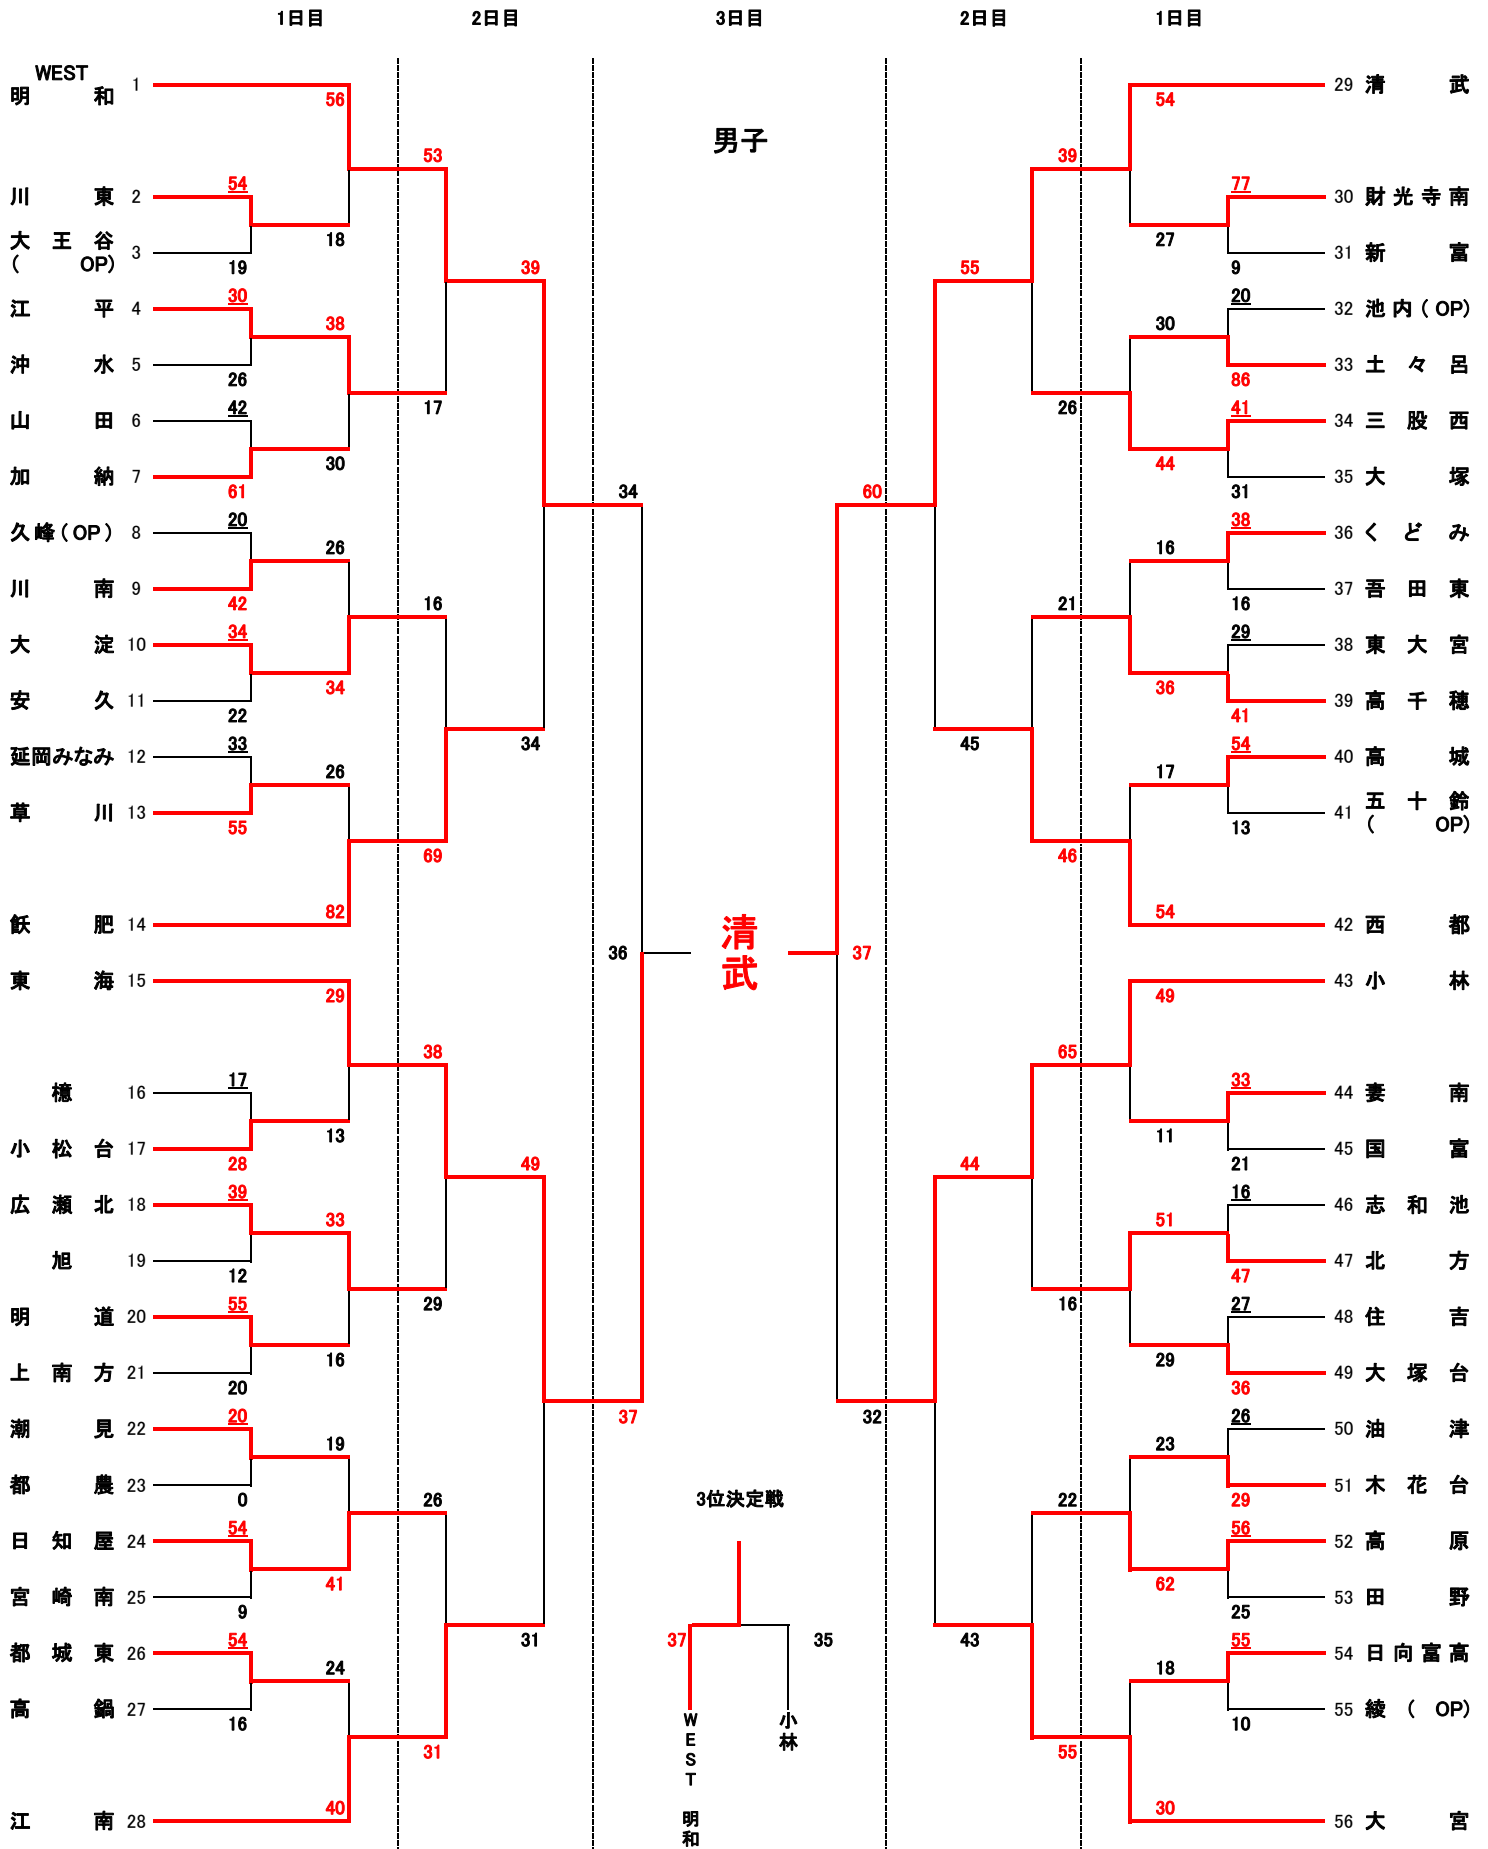 1日目 2日目 3日目 2日目 1日目
男子
WEST
明和 1 56
53
川東 2 54
18
大王谷
(OP) 3 19
39
江平 4 30
38
沖水 5 26
17
山田 6 42
30
加納 7 61
34
久峰(OP) 8 20
26
川南 9 42
16
大淀 10 34
34
安久 11 22
34
延岡みなみ 12 33
26
草川 13 55
69
飫肥 14 82
36
東海 15 29
38
檍 16 17
13
小松台 17 28
49
広瀬北 18 39
33
旭 19 12
29
明道 20 55
16
上南方 21 20
37
潮見 22 20
19
都農 23 0
26
日知屋 24 54
41
宮崎南 25 9
31
都城東 26 54
24
高鍋 27 16
31
江南 28 40
清武
37
54 29 清武
39
77 30 財光寺南
27
9 31 新富
55
20 32 池内(OP)
30
86 33 土々呂
26
41 34 三股西
44
31 35 大塚
60
38 36 くどみ
16
16 37 吾田東
21
29 38 東大宮
36
41 39 高千穂
45
54 40 高城
17
13 41 五十鈴
(OP)
46
54 42 西都
49 43 小林
65
33 44 妻南
11
21 45 国富
44
16 46 志和池
51
47 47 北方
16
27 48 住吉
29
36 49 大塚台
32
26 50 油津
23
29 51 木花台
22
56 52 高原
62
25 53 田野
43
55 54 日向富高
18
10 55 綾(OP)
55
30 56 大宮
3位決定戦
37 35
WEST 明和
小林